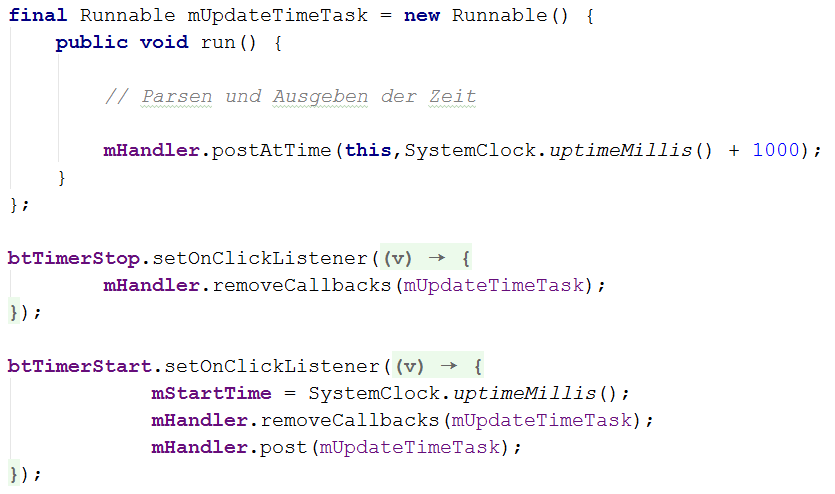 final Runnable mUpdateTimeTask = new Runnable() {
    public void run() {

        // Parsen und Ausgeben der Zeit

        mHandler.postAtTime(this,SystemClock.uptimeMillis() + 1000);
    }
};

btTimerStop.setOnClickListener((v) → {
        mHandler.removeCallbacks(mUpdateTimeTask);
});

btTimerStart.setOnClickListener((v) → {
            mStartTime = SystemClock.uptimeMillis();
            mHandler.removeCallbacks(mUpdateTimeTask);
            mHandler.post(mUpdateTimeTask);
});